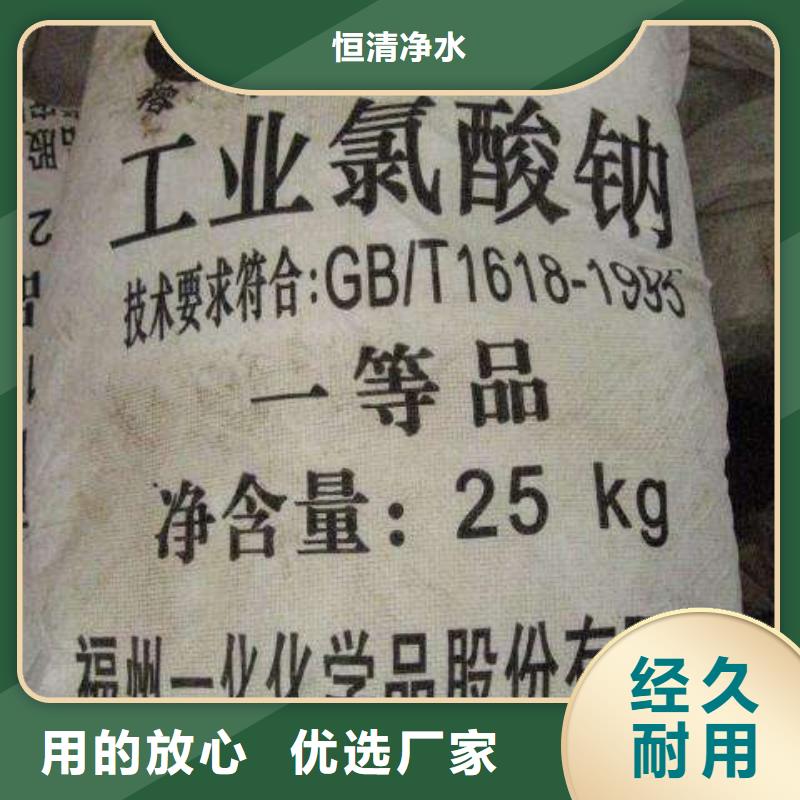 恒清净水
工业氯酸钠
技术要求符合:GB/T1618-1995
一等品
净含量: 25 kg
福州一化化学品股份有
用的放心 优选厂家
经久
耐用